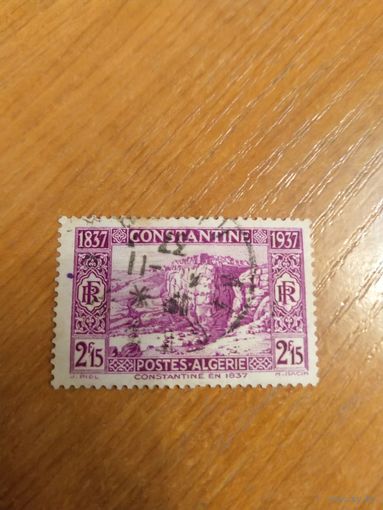 1837 CONSTANTINE 1937
RF RF
2F15 POSTES-ALGERIE 2F15
CONSTANTINE EN 1837